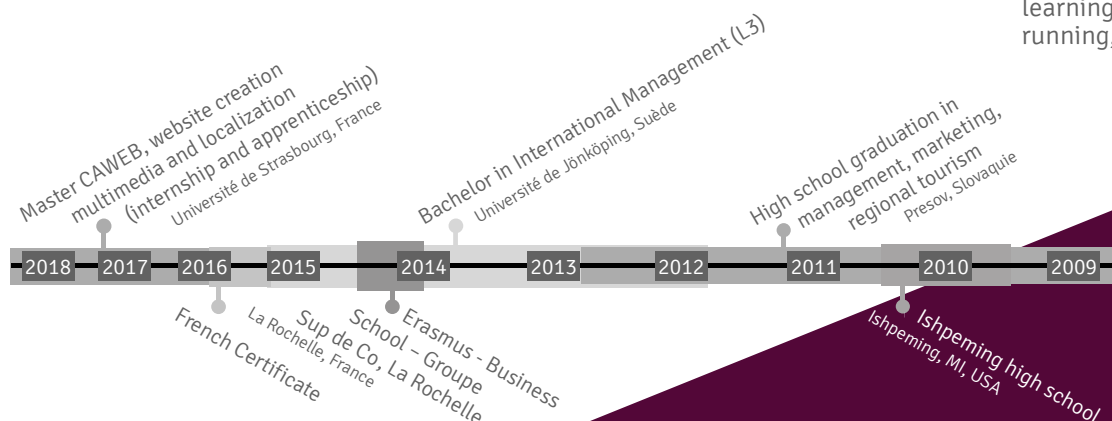 learning
running,
Master CAWEB, website creation
multimedia and localization
(internship and apprenticeship)
Université de Strasbourg, France
Bachelor in International Management (L3)
Université de Jönköping, Suède
High school graduation in
management, marketing,
regional tourism
Presov, Slovaquie
2018 2017 2016 2015 2014 2013 2012 2011 2010 2009
French Certificate
La Rochelle, France
Erasmus - Business
School - Groupe
Sup de Co, La Rochelle
Ishpeming high school
Ishpeming, MI, USA